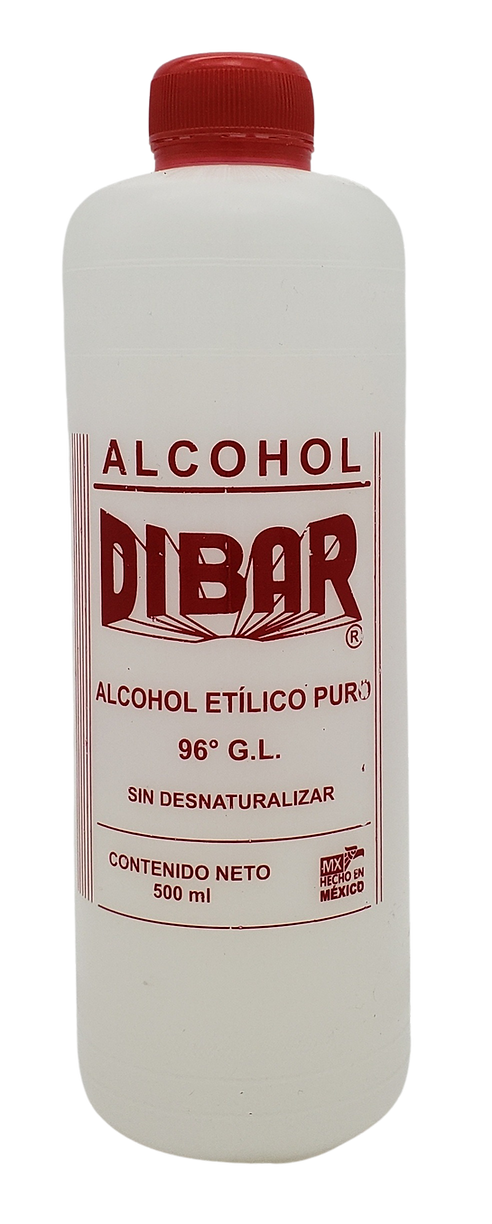 ALCOHOL
DIBAR
®
ALCOHOL ETÍLICO PURO
96° G.L.
SIN DESNATURALIZAR
CONTENIDO NETO
500 ml
MX
HECHO EN
MÉXICO